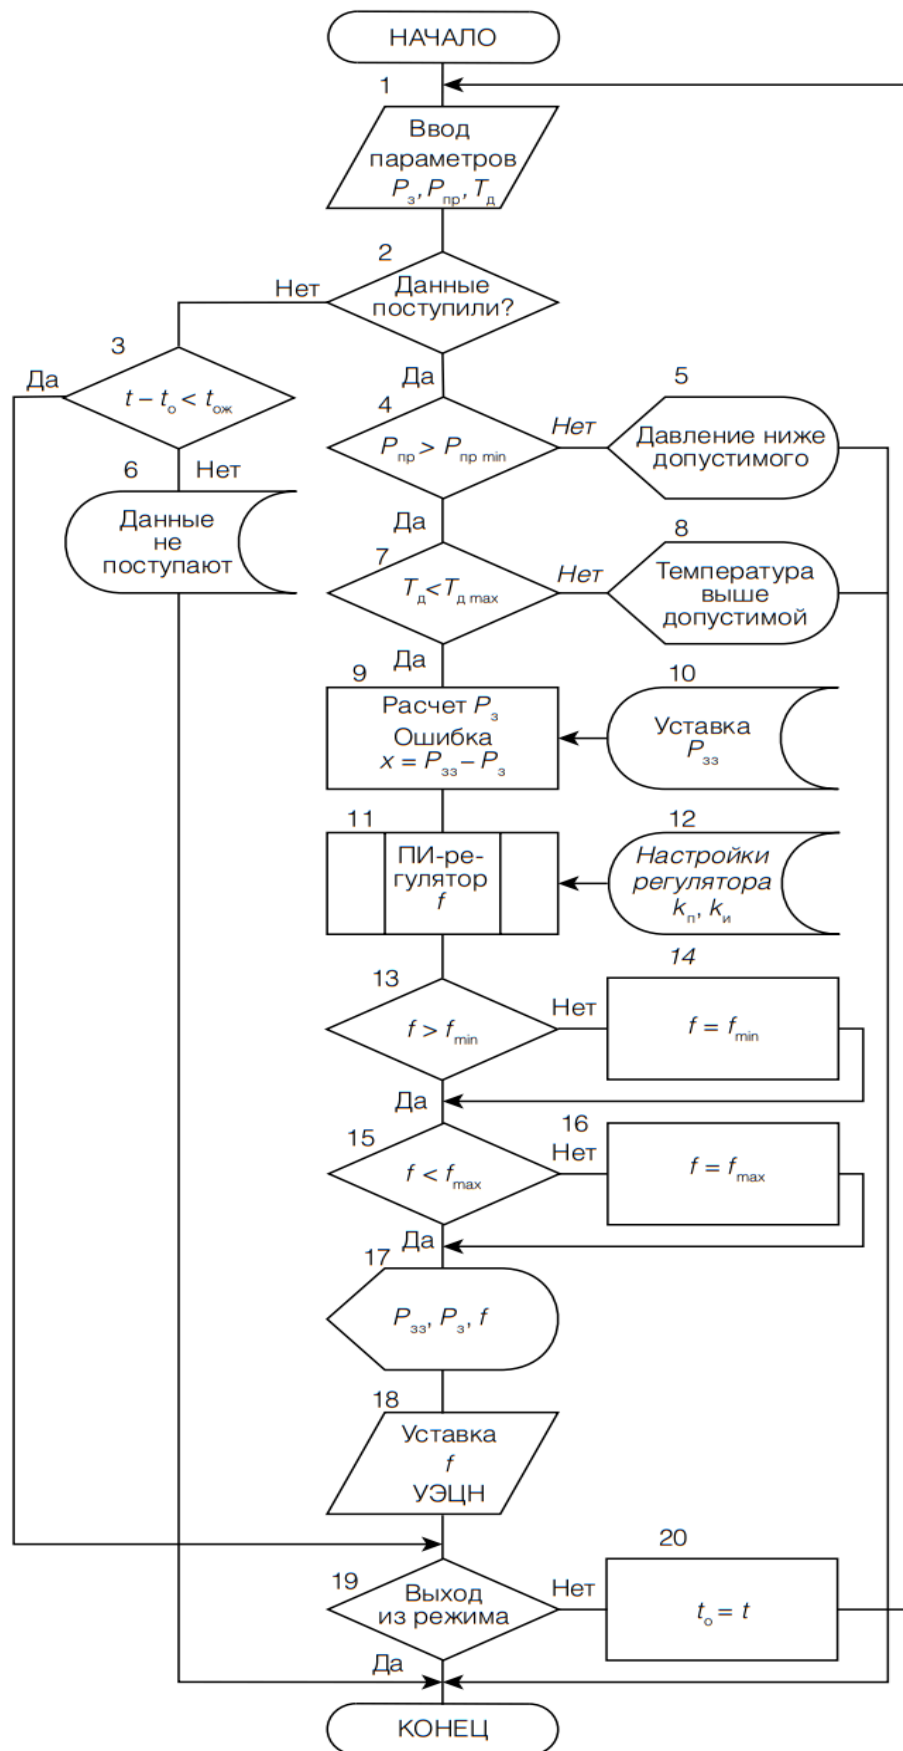 НАЧАЛО
1
Ввод
параметров
Pз, Pпр, Tд
2
Данные
поступили?
Нет
Да
3
t – tо < tож
Да
Нет
4
Pпр > Pпр min
Нет
Да
5
Давление ниже
допустимого
6
Данные
не
поступают
7
Tд < Tд max
Нет
Да
8
Температура
выше
допустимой
9
Расчет Pз
Ошибка
x = Pзз – Pз
10
Уставка
Pзз
11
ПИ-ре-
гулятор
f
12
Настройки
регулятора
kп, kи
13
f > fmin
Нет
Да
14
f = fmin
15
f < fmax
Нет
Да
16
f = fmax
17
Pзз, Pз, f
18
Уставка
f
УЭЦН
19
Выход
из режима
Нет
Да
20
tо = t
КОНЕЦ